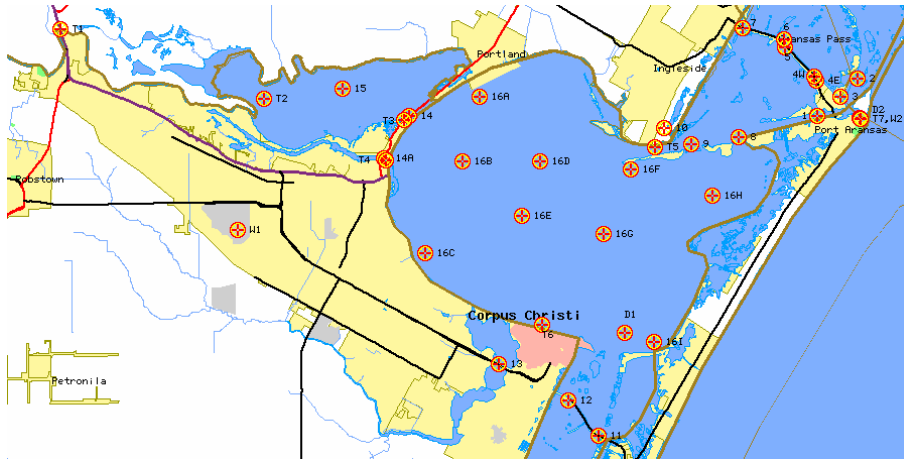 T1
7
6
Aransas Pass
5
Portland
Ingleside
4W
4E
2
15
T2
16A
3
D2
T3
14
1
T7,W2
10
Port Aransas
8
9
T5
T4
14A
16B
16D
16F
Robstown
16H
16E
W1
16G
16C
Corpus Christi
D1
T6
16I
13
Petronila
12
11